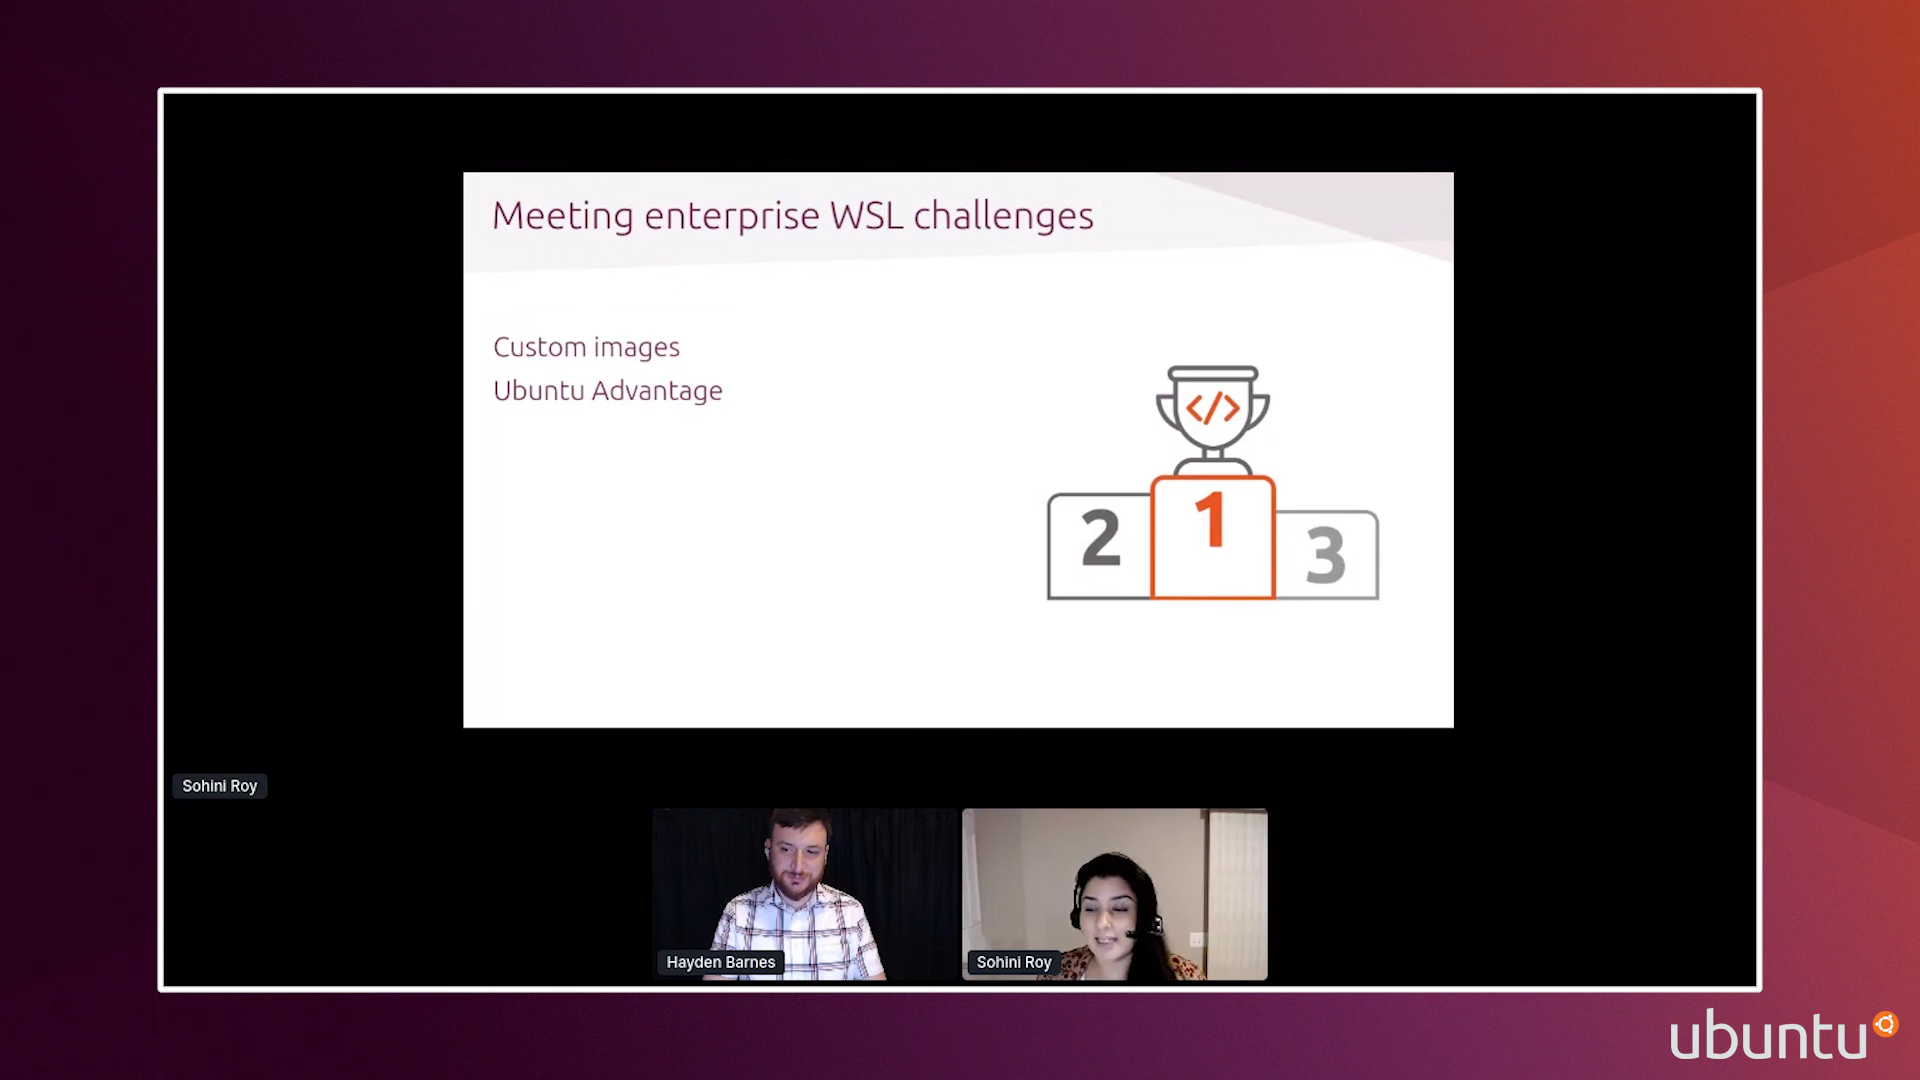 Meeting enterprise WSL challenges
Custom images
Ubuntu Advantage
</>
2
1
3
Sohini Roy
Hayden Barnes
Sohini Roy
ubuntu